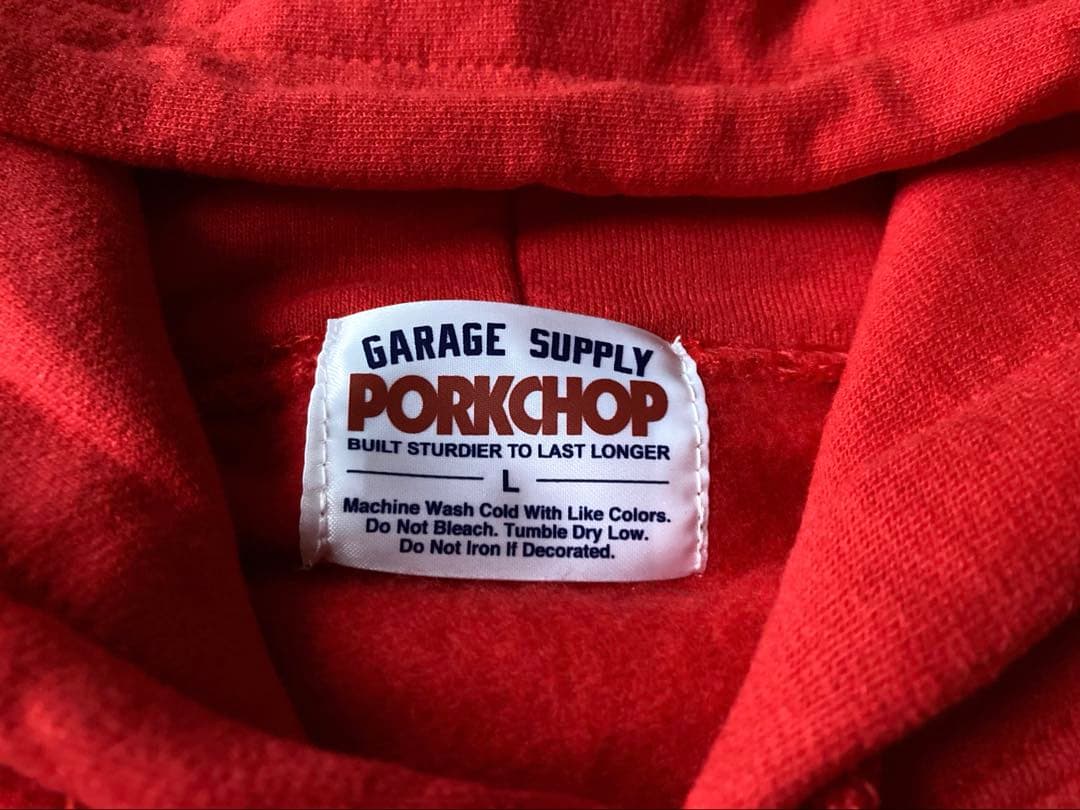 GARAGE SUPPLY
PORKCHOP
BUILT STURDIER TO LAST LONGER
L
Machine Wash Cold With Like Colors.
Do Not Bleach. Tumble Dry Low.
Do Not Iron If Decorated.